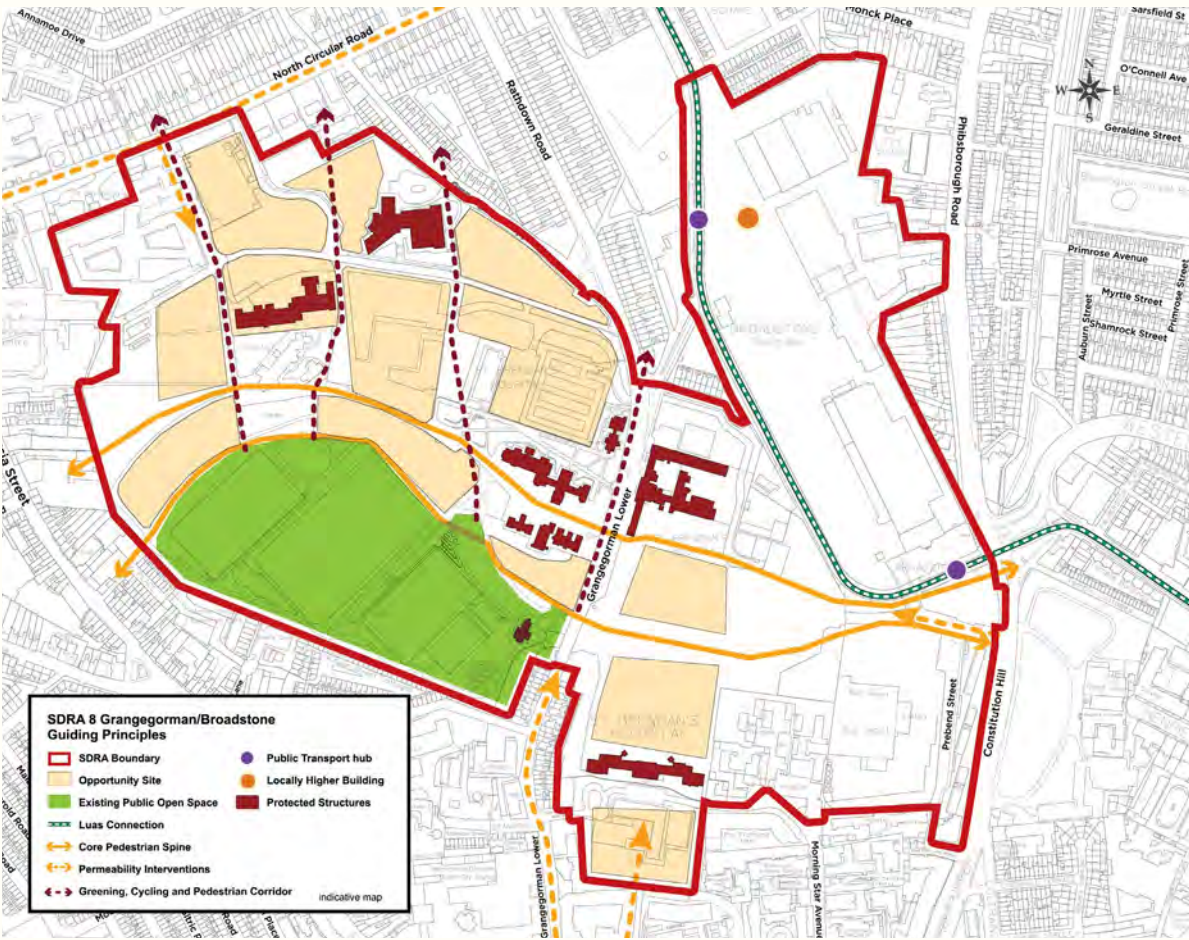 Annamoe Drive
North Circular Road
Rathdown Road
Monck Place
Sarsfield St
N
W E
S
O'Connell Ave
Geraldine Street
Phibsborough Road
Primrose Avenue
Myrtle Street
Primrose Street
Shamrock Street
Auburn Street
Grangegorman Lower
Prebend Street
Constitution Hill
Grangegorman Lower
Morning Star Avenue
SDRA 8 Grangegorman/Broadstone
Guiding Principles
SDRA Boundary
Opportunity Site
Existing Public Open Space
Luas Connection
Core Pedestrian Spine
Permeability Interventions
Greening, Cycling and Pedestrian Corridor
Public Transport hub
Locally Higher Building
Protected Structures
indicative map